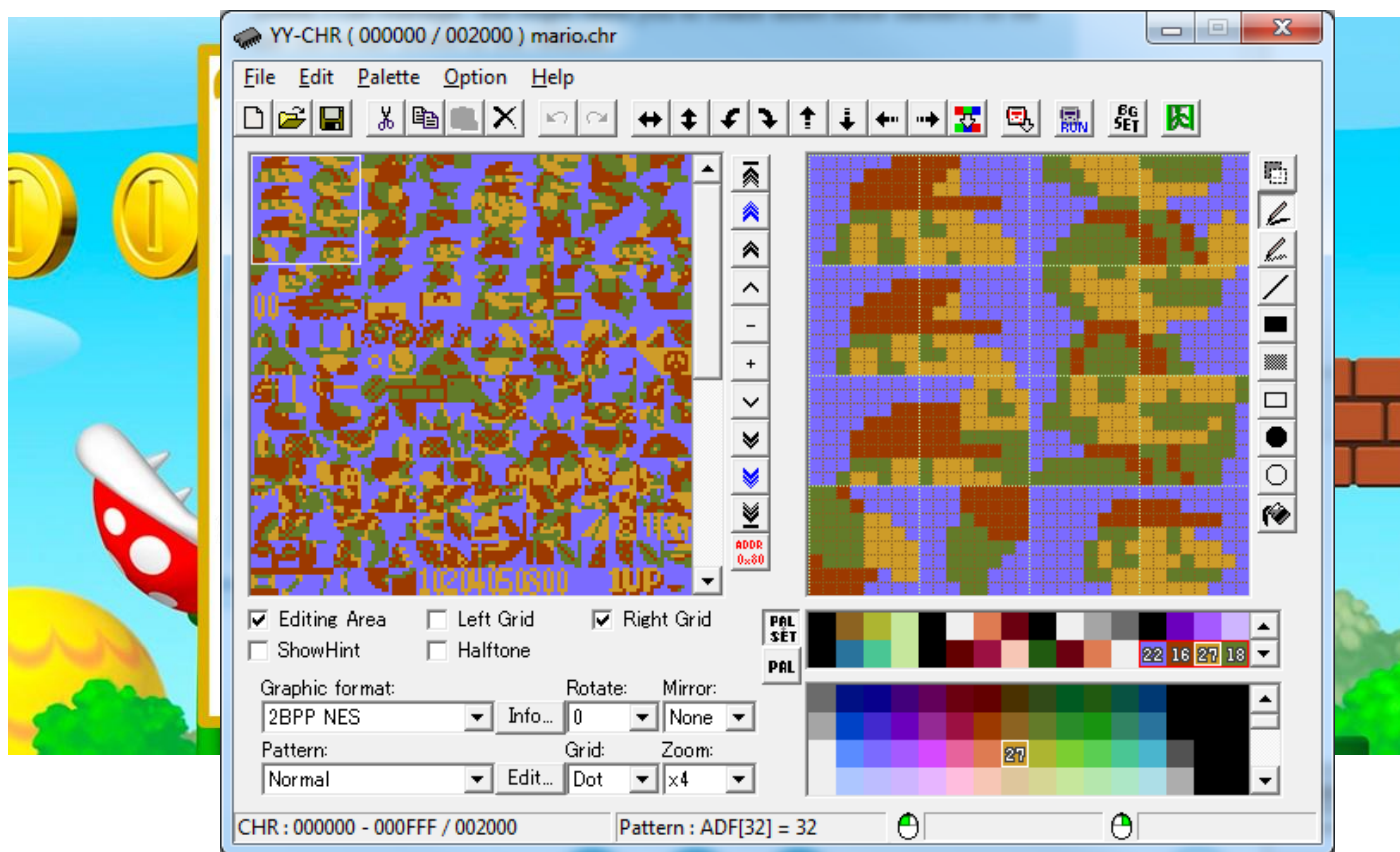 YY-CHR ( 000000 / 002000 ) mario.chr
File Edit Palette Option Help
RUN BG SET
00
ADDR
0x80
10204050800 1UP
Editing Area Left Grid Right Grid
ShowHint Halftone
PAL
SET
PAL
22 16 27 18
Graphic format: Rotate: Mirror:
2BPP NES Info... 0 None
Pattern: Grid: Zoom:
Normal Edit... Dot x4
27
CHR : 000000 - 000FFF / 002000 Pattern : ADF[32] = 32